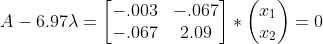 A − 6.97λ = [−.003 −.067; −.067 2.09] * (x₁; x₂) = 0